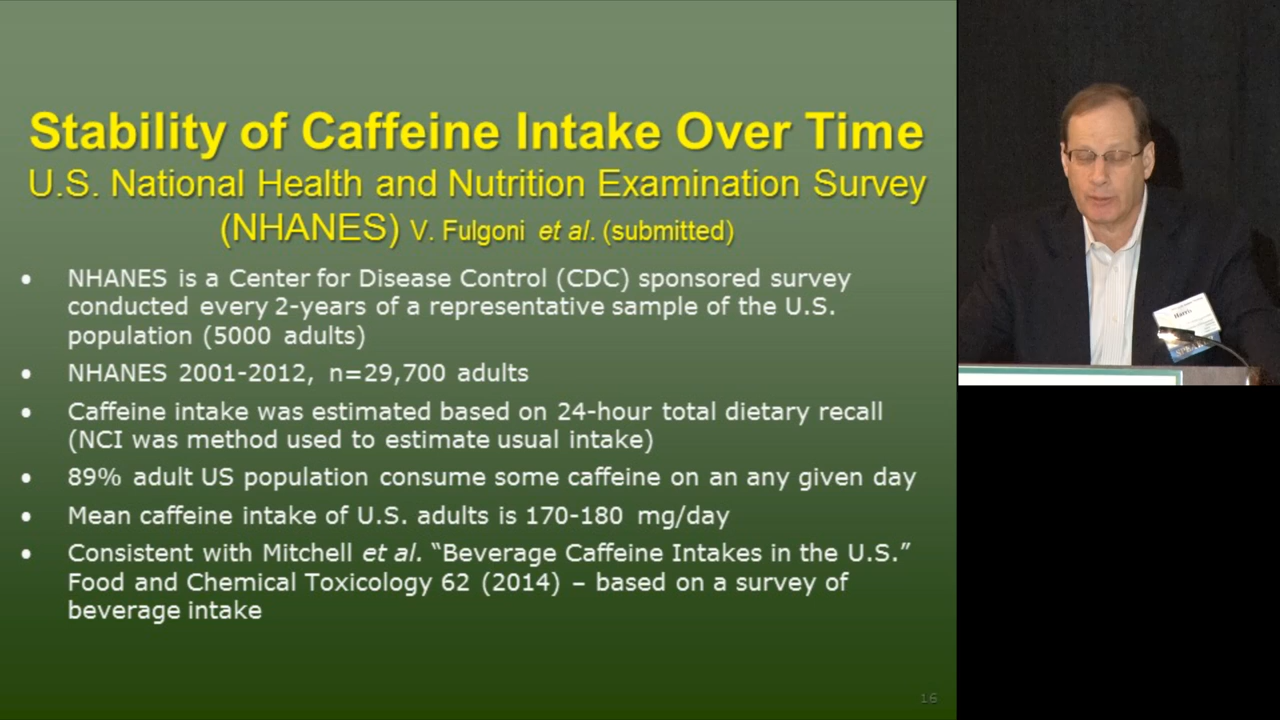 Stability of Caffeine Intake Over Time
U.S. National Health and Nutrition Examination Survey
(NHANES) V. Fulgoni et al. (submitted)
• NHANES is a Center for Disease Control (CDC) sponsored survey
conducted every 2-years of a representative sample of the U.S.
population (5000 adults)
• NHANES 2001-2012, n=29,700 adults
• Caffeine intake was estimated based on 24-hour total dietary recall
(NCI was method used to estimate usual intake)
• 89% adult US population consume some caffeine on an any given day
• Mean caffeine intake of U.S. adults is 170-180 mg/day
• Consistent with Mitchell et al. “Beverage Caffeine Intakes in the U.S.”
Food and Chemical Toxicology 62 (2014) – based on a survey of
beverage intake
16
Harris